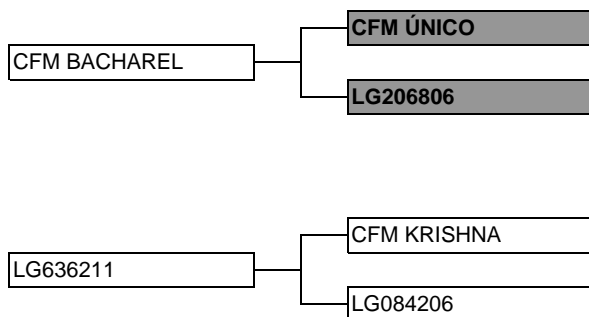 CFM ÚNICO
CFM BACHAREL
LG206806
CFM KRISHNA
LG636211
LG084206